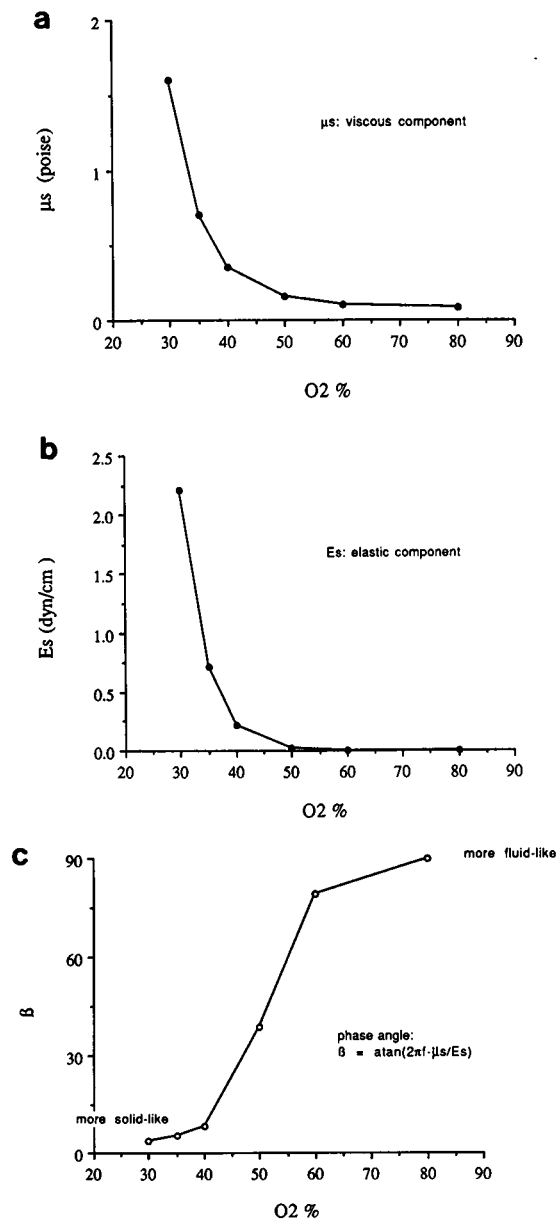 a
2
1
0
µs (poise)
µs: viscous component
20 30 40 50 60 70 80 90
O2 %
b
2.5
2.0
1.5
1.0
0.5
0.0
Es (dyn/cm )
Es: elastic component
20 30 40 50 60 70 80 90
O2 %
c
90
60
30
0
ß
more fluid-like
phase angle:
ß = atan(2πf·µs/Es)
more solid-like
20 30 40 50 60 70 80 90
O2 %